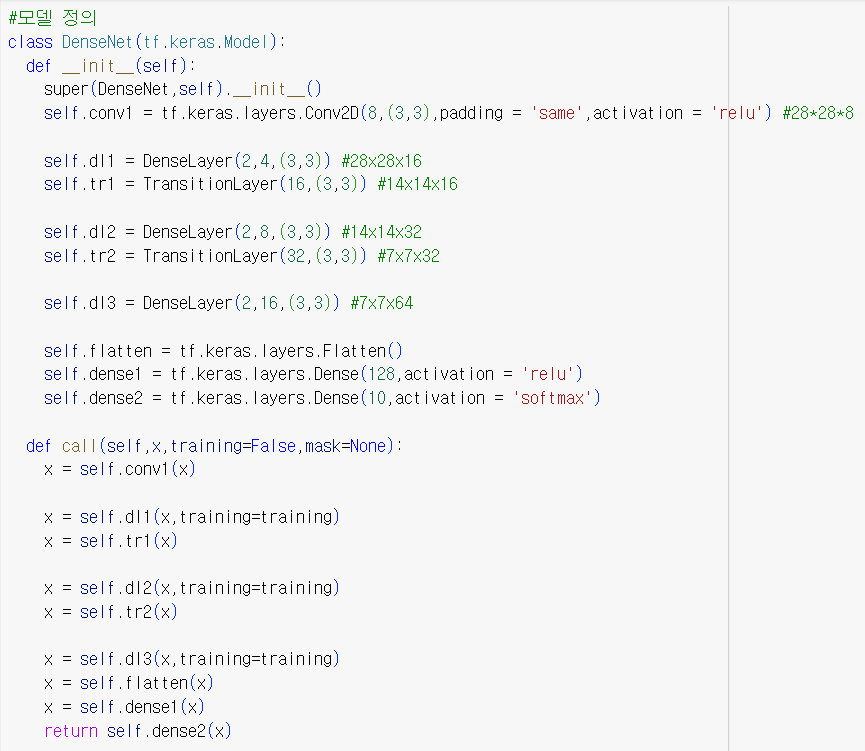 #모델 정의
class DenseNet(tf.keras.Model):
  def __init__(self):
    super(DenseNet,self).__init__()
    self.conv1 = tf.keras.layers.Conv2D(8,(3,3),padding = 'same',activation = 'relu') #28*28*8
    self.dl1 = DenseLayer(2,4,(3,3)) #28x28x16
    self.tr1 = TransitionLayer(16,(3,3)) #14x14x16
    self.dl2 = DenseLayer(2,8,(3,3)) #14x14x32
    self.tr2 = TransitionLayer(32,(3,3)) #7x7x32
    self.dl3 = DenseLayer(2,16,(3,3)) #7x7x64
    self.flatten = tf.keras.layers.Flatten()
    self.dense1 = tf.keras.layers.Dense(128,activation = 'relu')
    self.dense2 = tf.keras.layers.Dense(10,activation = 'softmax')
  def call(self,x,training=False,mask=None):
    x = self.conv1(x)
    x = self.dl1(x,training=training)
    x = self.tr1(x)
    x = self.dl2(x,training=training)
    x = self.tr2(x)
    x = self.dl3(x,training=training)
    x = self.flatten(x)
    x = self.dense1(x)
    return self.dense2(x)